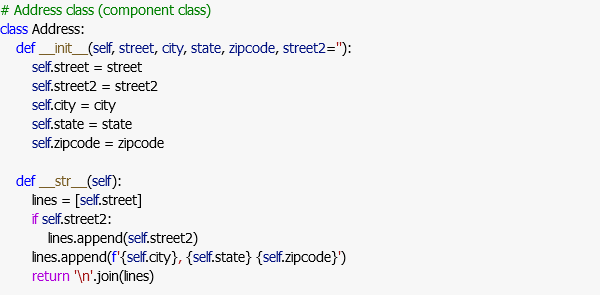 # Address class (component class)
class Address:
    def __init__(self, street, city, state, zipcode, street2=''):
        self.street = street
        self.street2 = street2
        self.city = city
        self.state = state
        self.zipcode = zipcode

    def __str__(self):
        lines = [self.street]
        if self.street2:
            lines.append(self.street2)
        lines.append(f'{self.city}, {self.state} {self.zipcode}')
        return '\n'.join(lines)